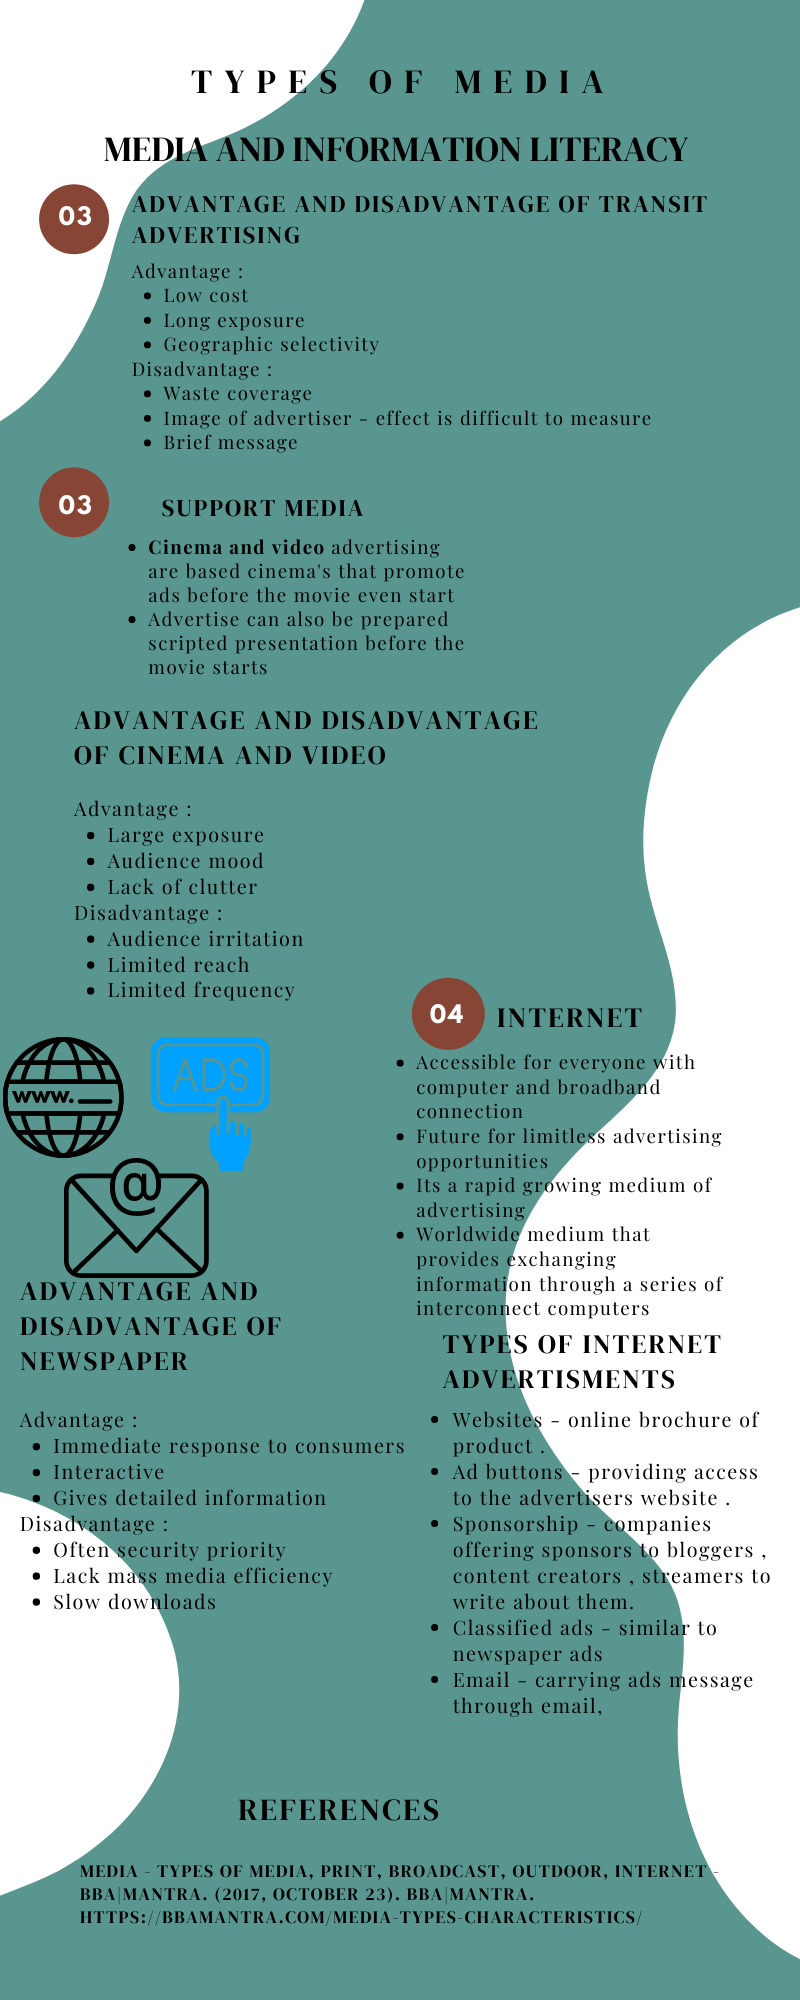 TYPES OF MEDIA
MEDIA AND INFORMATION LITERACY
03
ADVANTAGE AND DISADVANTAGE OF TRANSIT
ADVERTISING
Advantage :
• Low cost
• Long exposure
• Geographic selectivity
Disadvantage :
• Waste coverage
• Image of advertiser - effect is difficult to measure
• Brief message
03
SUPPORT MEDIA
• Cinema and video advertising
are based cinema's that promote
ads before the movie even start
• Advertise can also be prepared
scripted presentation before the
movie starts
ADVANTAGE AND DISADVANTAGE
OF CINEMA AND VIDEO
Advantage :
• Large exposure
• Audience mood
• Lack of clutter
Disadvantage :
• Audience irritation
• Limited reach
• Limited frequency
04
INTERNET
• Accessible for everyone with
computer and broadband
connection
• Future for limitless advertising
opportunities
• Its a rapid growing medium of
advertising
• Worldwide medium that
provides exchanging
information through a series of
interconnect computers
www.
ADS
@
ADVANTAGE AND
DISADVANTAGE OF
NEWSPAPER
Advantage :
• Immediate response to consumers
• Interactive
• Gives detailed information
Disadvantage :
• Often security priority
• Lack mass media efficiency
• Slow downloads
TYPES OF INTERNET
ADVERTISMENTS
• Websites - online brochure of
product .
• Ad buttons - providing access
to the advertisers website .
• Sponsorship - companies
offering sponsors to bloggers ,
content creators , streamers to
write about them.
• Classified ads - similar to
newspaper ads
• Email - carrying ads message
through email,
REFERENCES
MEDIA - TYPES OF MEDIA, PRINT, BROADCAST, OUTDOOR, INTERNET -
BBA|MANTRA. (2017, OCTOBER 23). BBA|MANTRA.
HTTPS://BBAMANTRA.COM/MEDIA-TYPES-CHARACTERISTICS/